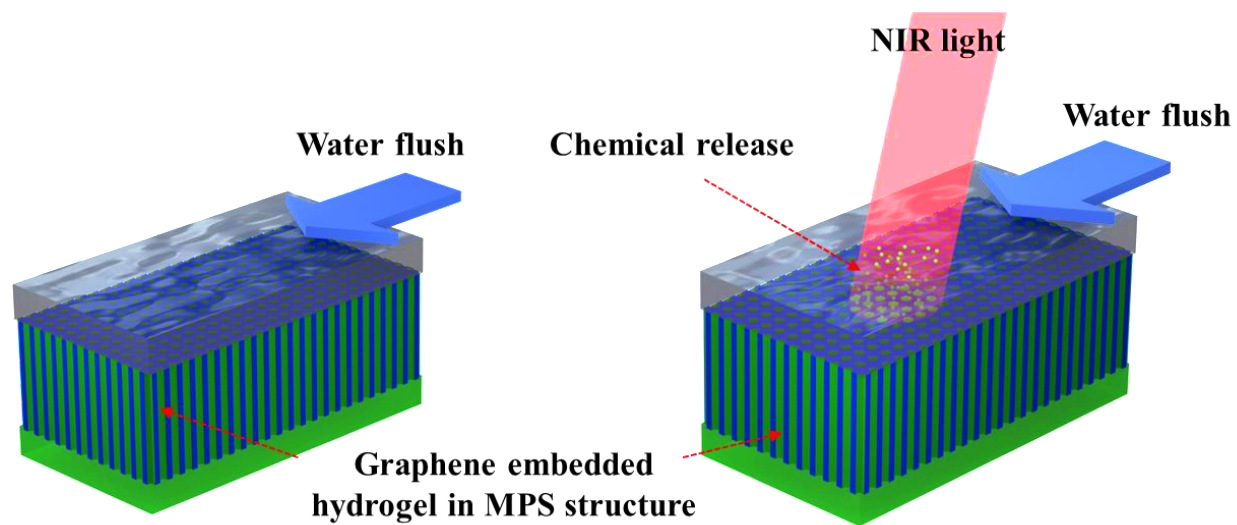 NIR light
Water flush
Chemical release
Water flush
Graphene embedded
hydrogel in MPS structure